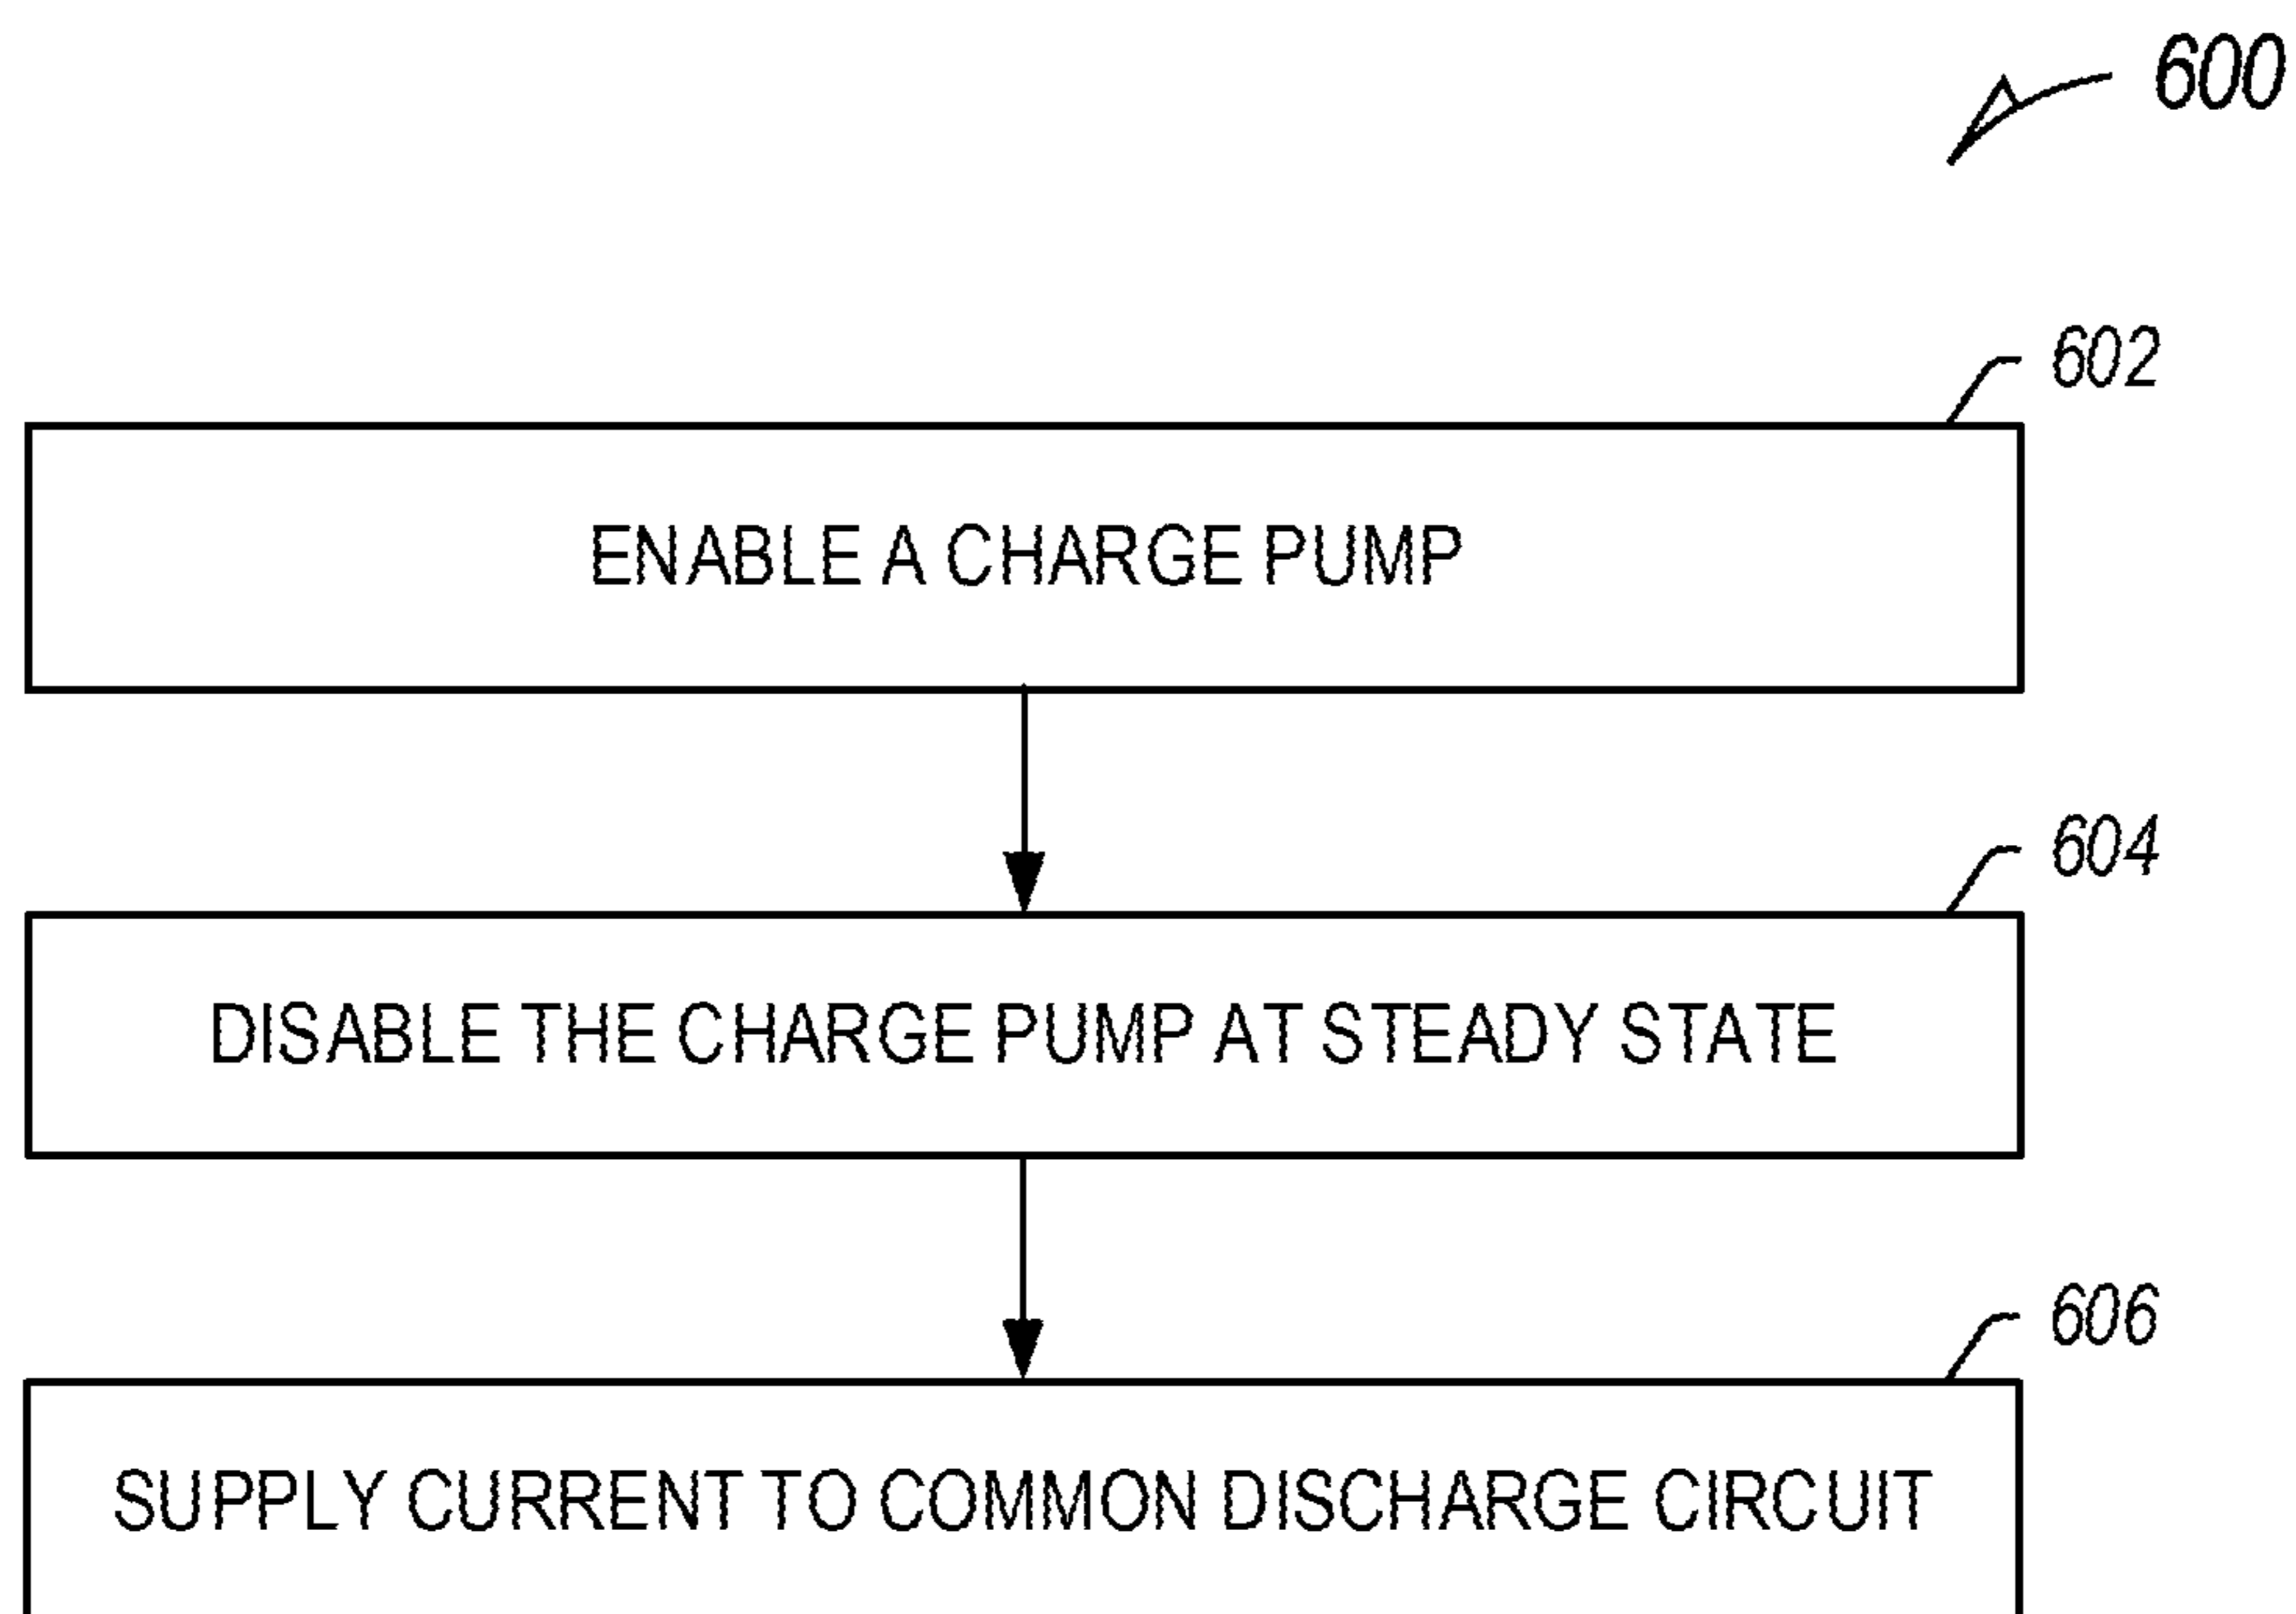 600
602
ENABLE A CHARGE PUMP
604
DISABLE THE CHARGE PUMP AT STEADY STATE
606
SUPPLY CURRENT TO COMMON DISCHARGE CIRCUIT